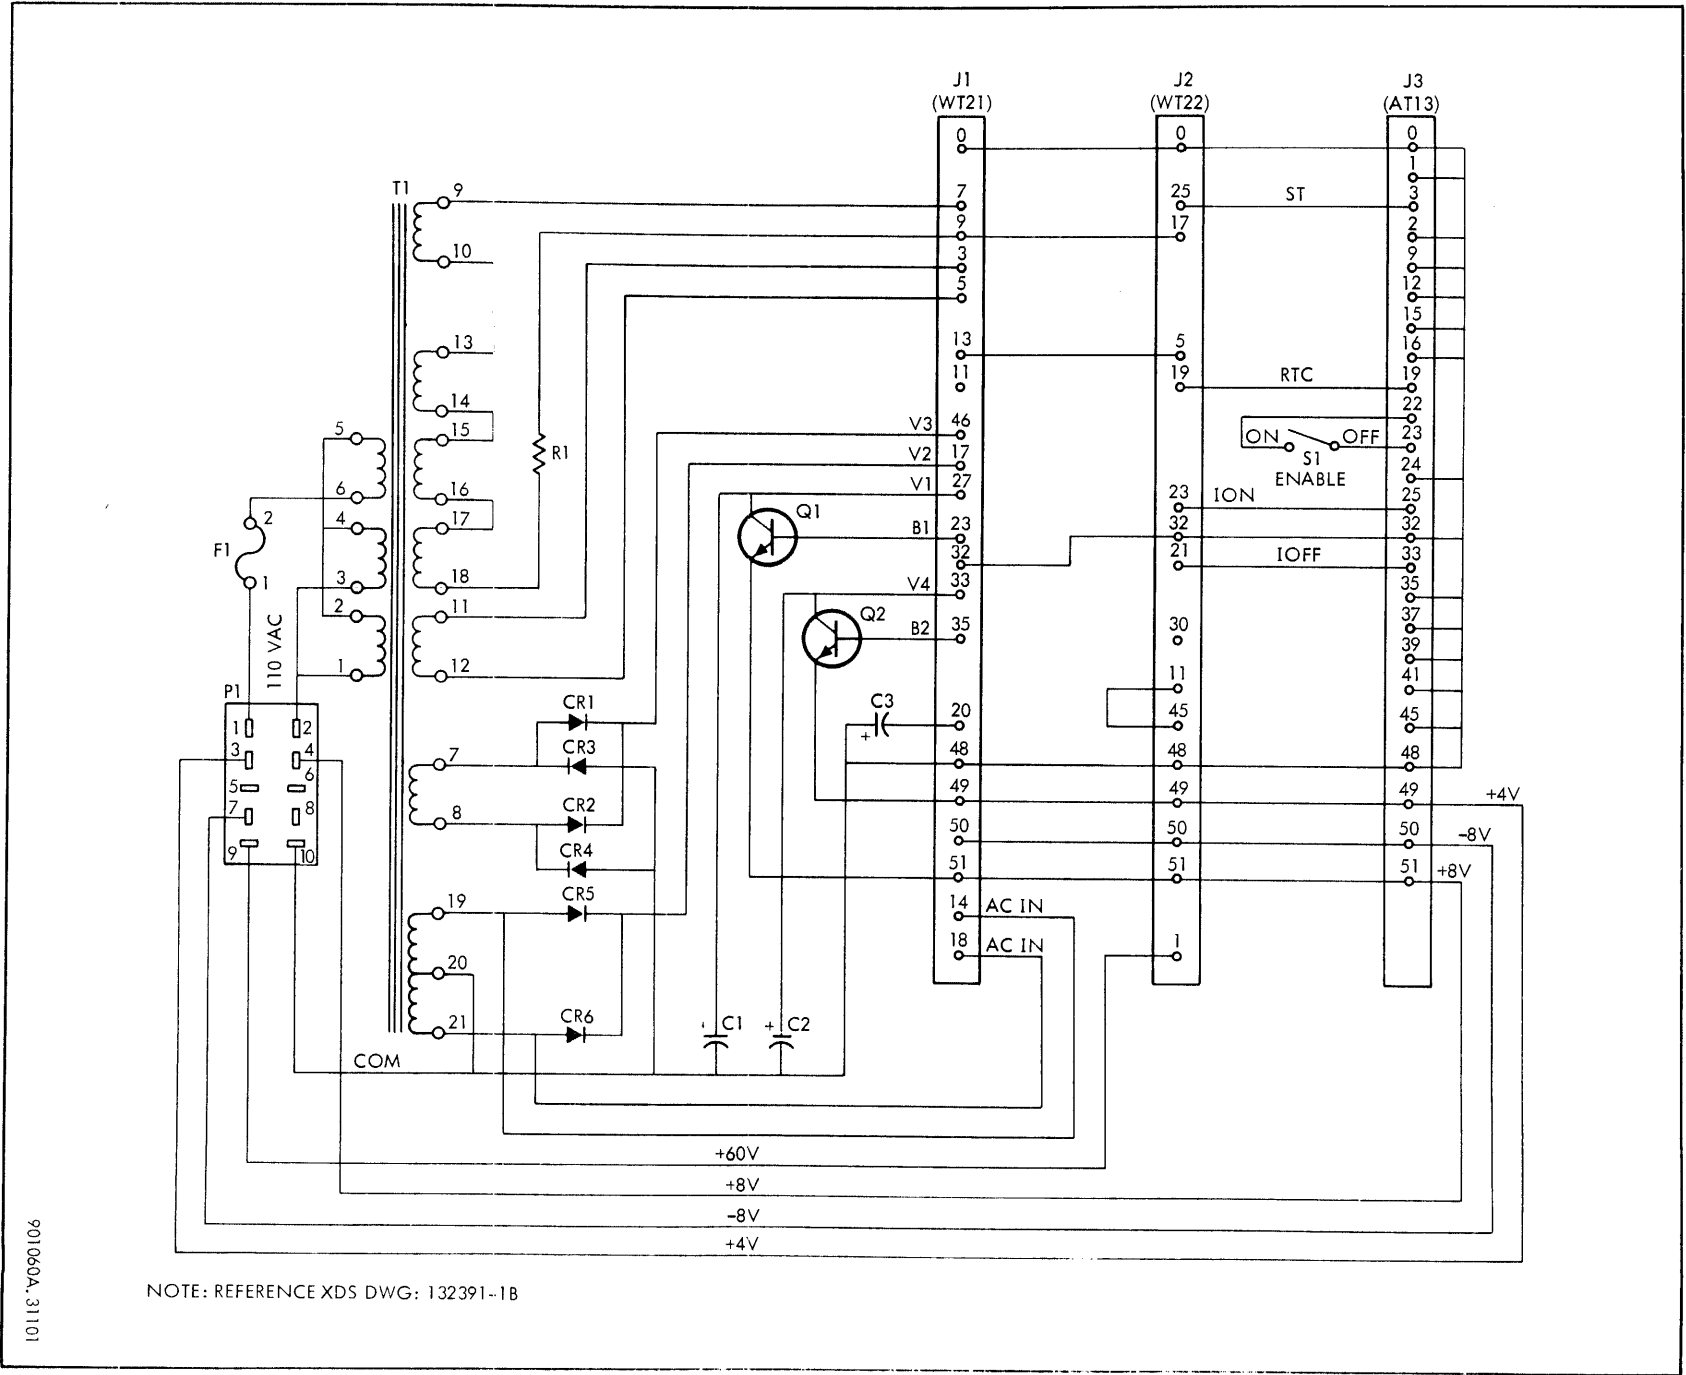 J1
(WT21)
J2
(WT22)
J3
(AT13)
T1
9
10
13
14
15
16
17
18
11
12
7
8
19
20
21
5
6
4
3
2
1
F1
2
1
110 VAC
P1
1
2
3
4
5
6
7
8
9
10
R1
CR1
CR3
CR2
CR4
CR5
CR6
V3
V2
V1
Q1
B1
V4
Q2
B2
C3
+
C1
+ C2
COM
0
7
9
3
5
13
11
46
17
27
23
32
33
35
20
48
49
50
51
14 AC IN
18 AC IN
0
25
17
5
19
23
32
21
30
11
45
48
49
50
51
1
ST
RTC
ON
OFF
S1
ENABLE
ION
IOFF
0
1
3
2
9
12
15
16
19
22
23
24
25
32
33
35
37
39
41
45
48
49
50
51
+4V
-8V
+8V
+60V
+8V
-8V
+4V
NOTE: REFERENCE XDS DWG: 132391-1B
901060A. 31101